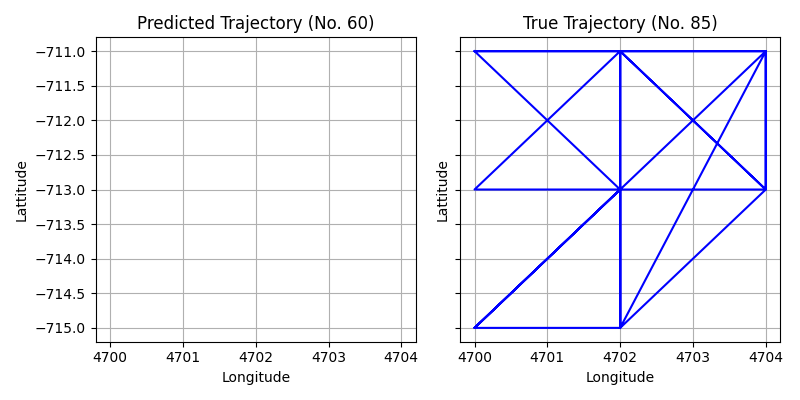 Predicted Trajectory (No. 60)
True Trajectory (No. 85)
−711.0
−711.5
−712.0
−712.5
−713.0
−713.5
−714.0
−714.5
−715.0
Lattitude
Lattitude
4700 4701 4702 4703 4704
4700 4701 4702 4703 4704
Longitude
Longitude